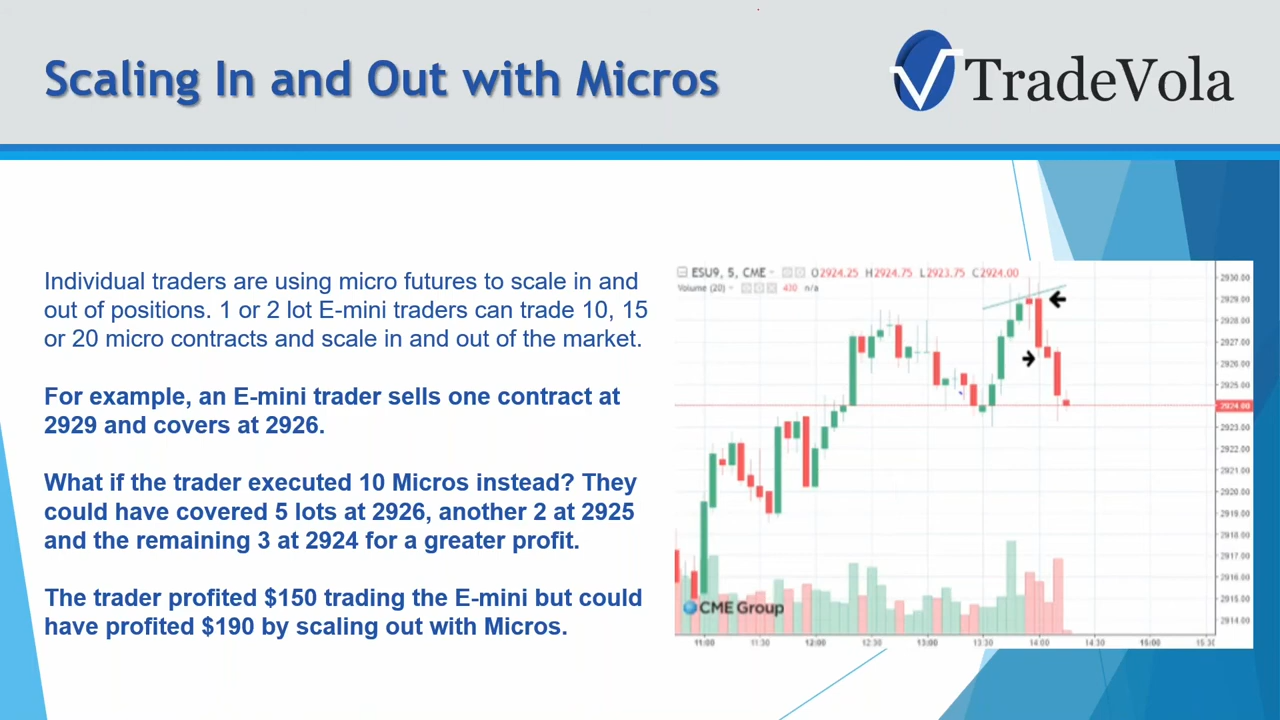 Scaling In and Out with Micros
TradeVola
Individual traders are using micro futures to scale in and
out of positions. 1 or 2 lot E-mini traders can trade 10, 15
or 20 micro contracts and scale in and out of the market.
For example, an E-mini trader sells one contract at
2929 and covers at 2926.
What if the trader executed 10 Micros instead? They
could have covered 5 lots at 2926, another 2 at 2925
and the remaining 3 at 2924 for a greater profit.
The trader profited $150 trading the E-mini but could
have profited $190 by scaling out with Micros.
ESU9, 5, CME O2924.25 H2924.75 L2923.75 C2924.00
Volume (20) 430 n/a
2930.00
2929.00
2928.00
2927.00
2926.00
2925.00
2924.00
2923.00
2922.00
2921.00
2920.00
2919.00
2918.00
2917.00
2916.00
2915.00
2914.00
CME Group
11:00 11:30 12:00 12:30 13:00 13:30 14:00 14:30 15:00 15:30